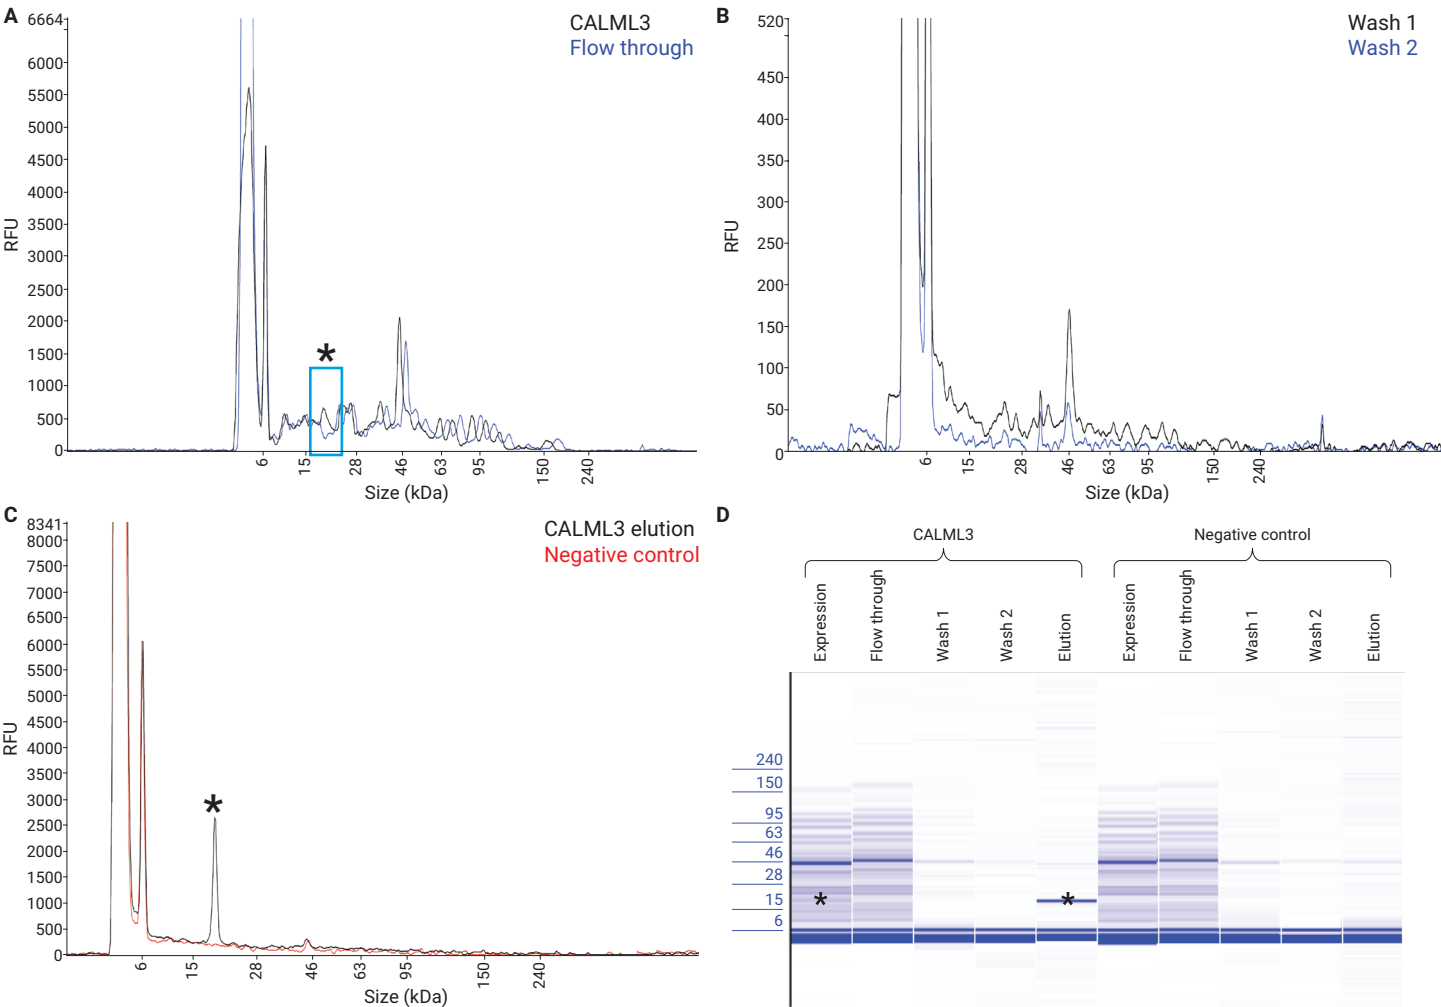 A
CALML3
Flow through
6664
6000
5500
5000
4500
4000
3500
3000
2500
2000
1500
1000
500
0
RFU
*
6
15
28
46
63
95
150
240
Size (kDa)
B
Wash 1
Wash 2
520
450
400
350
300
250
200
150
100
50
0
RFU
6
15
28
46
63
95
150
240
Size (kDa)
C
CALML3 elution
Negative control
8341
8000
7500
7000
6500
6000
5500
5000
4500
4000
3500
3000
2500
2000
1500
1000
500
0
RFU
*
6
15
28
46
63
95
150
240
Size (kDa)
D
CALML3
Negative control
Expression
Flow through
Wash 1
Wash 2
Elution
Expression
Flow through
Wash 1
Wash 2
Elution
240
150
95
63
46
28
15
6
*
*